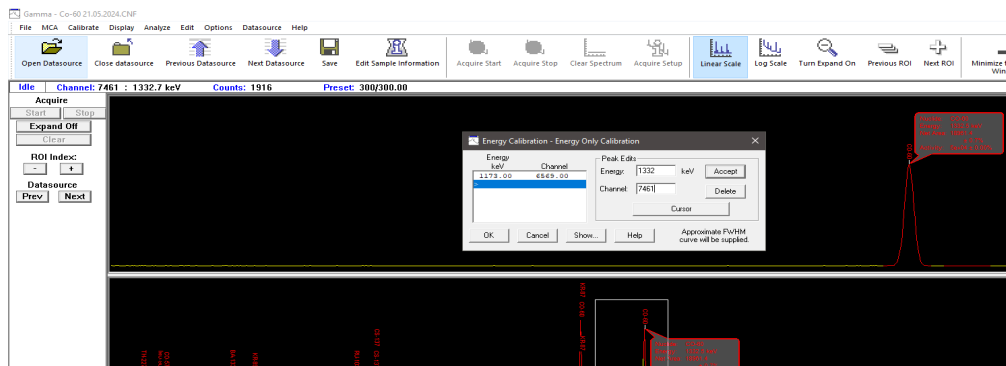 Gamma - Co-60 21.05.2024.CNF
File MCA Calibrate Display Analyze Edit Options Datasource Help
Open Datasource Close datasource Previous Datasource Next Datasource Save Edit Sample Information Acquire Start Acquire Stop Clear Spectrum Acquire Setup Linear Scale Log Scale Turn Expand On Previous ROI Next ROI Minimize
Idle Channel: 7461 : 1332.7 keV Counts: 1916 Preset: 300/300.00
Acquire
Start Stop
Expand Off
Clear
ROI Index:
- +
Datasource
Prev Next
Energy Calibration - Energy Only Calibration
Energy
keV Channel
1173.00 6569.00
Peak Edits
Energy: 1332 keV Accept
Channel: 7461 Delete
Cursor
OK Cancel Show... Help
Approximate FWHM
curve will be supplied.